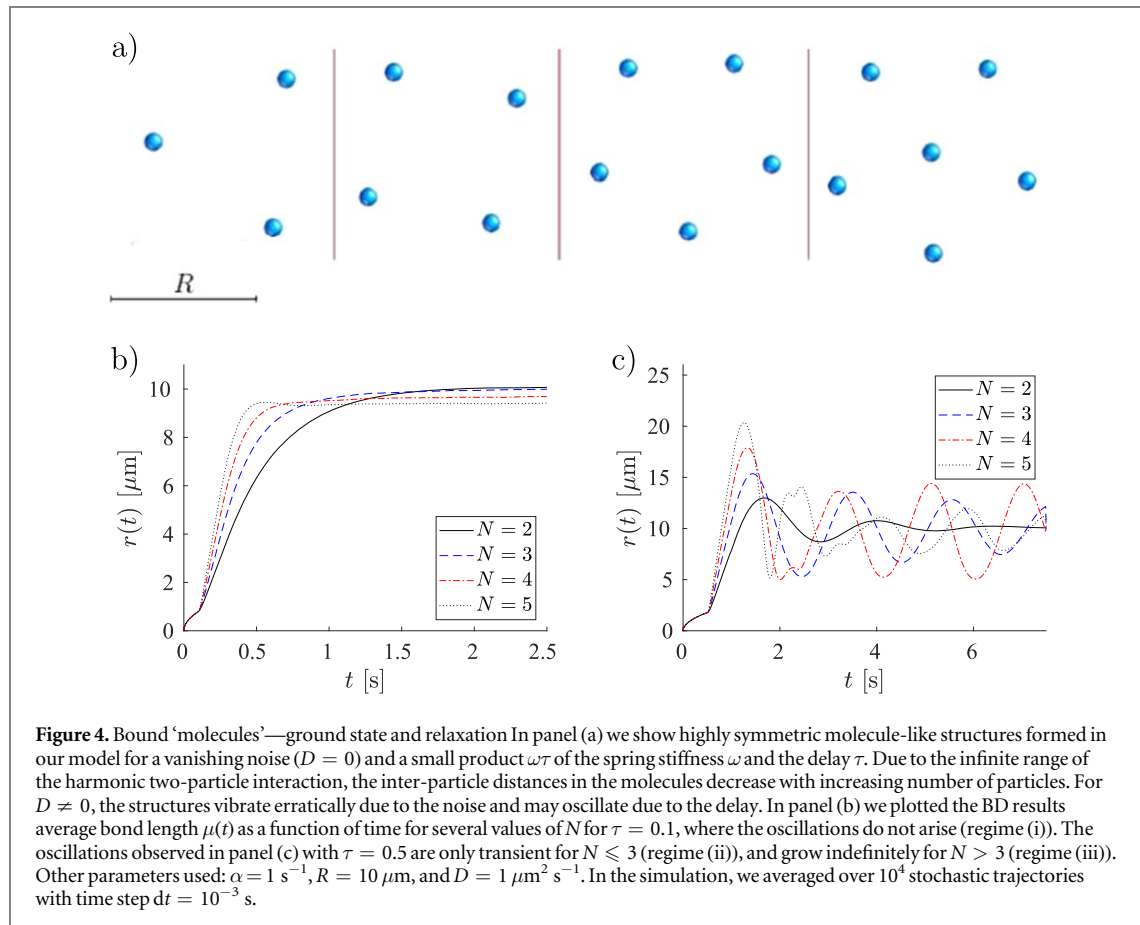 a)
R
b)
c)
10
8
6
4
2
0
r(t) [μm]
N = 2
N = 3
N = 4
N = 5
0
0.5
1
1.5
2
2.5
t [s]
25
20
15
10
5
0
r(t) [μm]
N = 2
N = 3
N = 4
N = 5
0
2
4
6
t [s]
Figure 4. Bound ‘molecules’—ground state and relaxation In panel (a) we show highly symmetric molecule-like structures formed in
our model for a vanishing noise (D = 0) and a small product ωτ of the spring stiffness ω and the delay τ. Due to the infinite range of
the harmonic two-particle interaction, the inter-particle distances in the molecules decrease with increasing number of particles. For
D ≠ 0, the structures vibrate erratically due to the noise and may oscillate due to the delay. In panel (b) we plotted the BD results
average bond length μ(t) as a function of time for several values of N for τ = 0.1, where the oscillations do not arise (regime (i)). The
oscillations observed in panel (c) with τ = 0.5 are only transient for N ⩽ 3 (regime (ii)), and grow indefinitely for N > 3 (regime (iii)).
Other parameters used: α = 1 s⁻¹, R = 10 μm, and D = 1 μm² s⁻¹. In the simulation, we averaged over 10⁴ stochastic trajectories
with time step dt = 10⁻³ s.